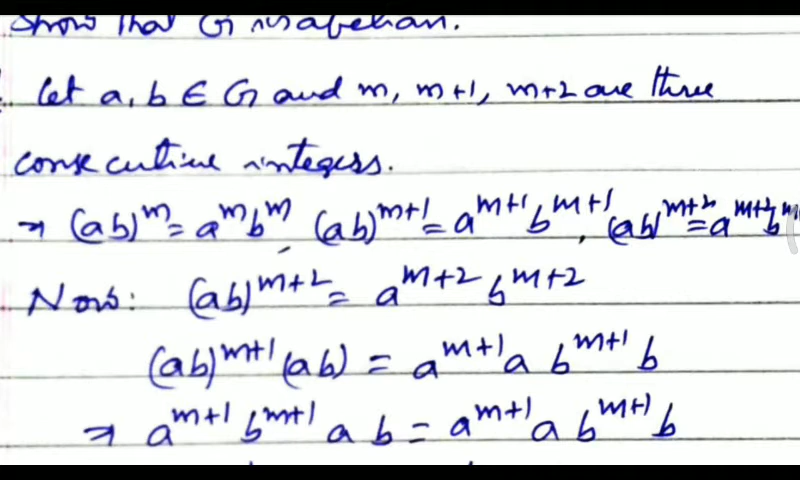 Show that G is abelian.
Let a, b ∈ G and m, m+1, m+2 are three
consecutive integers.
⇒ (ab)^m = a^m b^m, (ab)^{m+1} = a^{m+1} b^{m+1}, (ab)^{m+2} = a^{m+2} b^m
Now: (ab)^{m+2} = a^{m+2} b^{m+2}
(ab)^{m+1} (ab) = a^{m+1} a b^{m+1} b
⇒ a^{m+1} b^{m+1} a b = a^{m+1} a b^{m+1} b